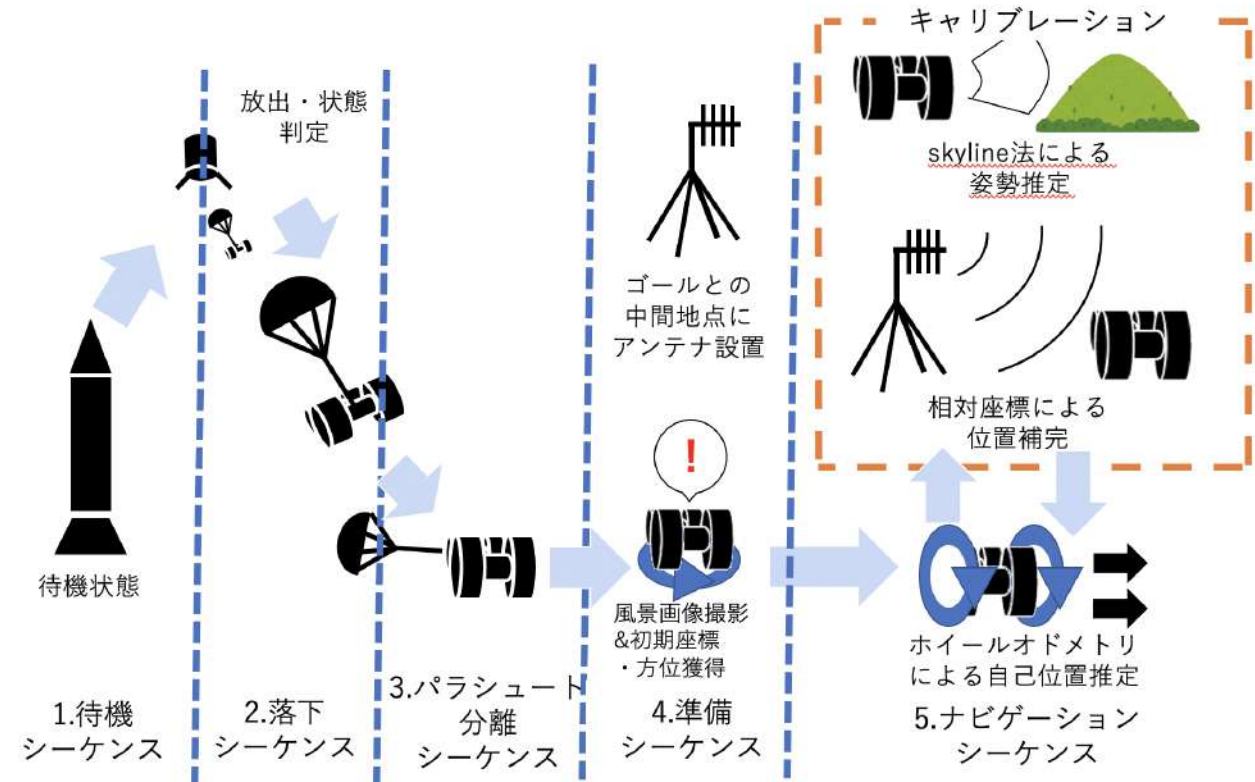 待機状態
1.待機
シーケンス
放出・状態
判定
2.落下
シーケンス
3.パラシュート
分離
シーケンス
ゴールとの
中間地点に
アンテナ設置
!
風景画像撮影
&初期座標
・方位獲得
4.準備
シーケンス
キャリブレーション
skyline法による
姿勢推定
相対座標による
位置補完
ホイールオドメトリ
による自己位置推定
5.ナビゲーション
シーケンス